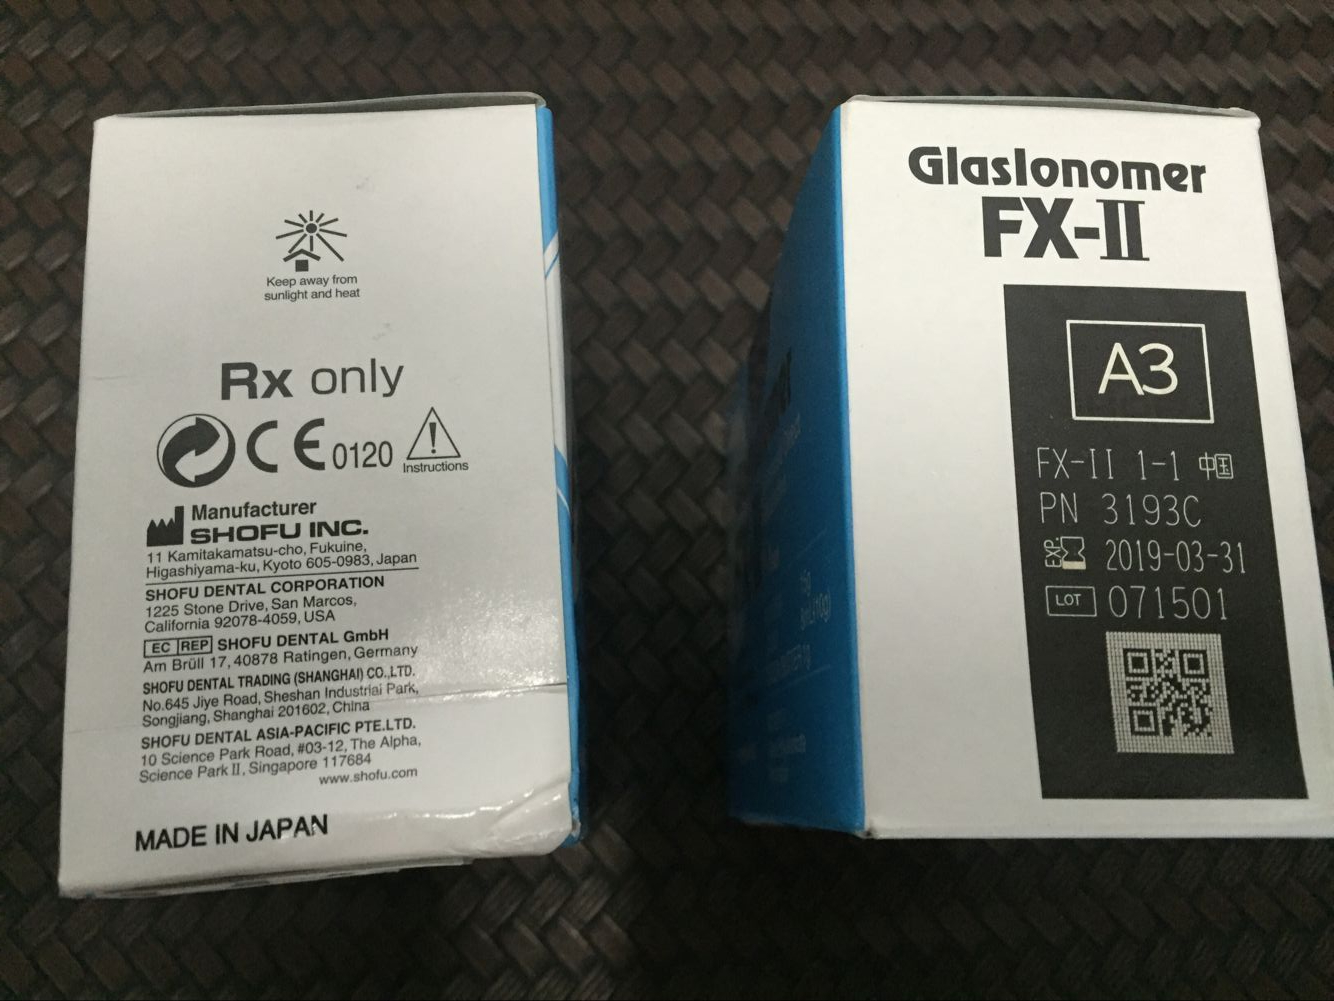 Keep away from
sunlight and heat
Rx only
CE 0120
Instructions
Manufacturer
SHOFU INC.
11 Kamitakamatsu-cho, Fukuine,
Higashiyama-ku, Kyoto 605-0983, Japan
SHOFU DENTAL CORPORATION
1225 Stone Drive, San Marcos,
California 92078-4059, USA
EC REP SHOFU DENTAL GmbH
Am Brüll 17, 40878 Ratingen, Germany
SHOFU DENTAL TRADING (SHANGHAI) CO.,LTD.
No.645 Jiye Road, Sheshan Industrial Park,
Songjiang, Shanghai 201602, China
SHOFU DENTAL ASIA-PACIFIC PTE.LTD.
10 Science Park Road, #03-12, The Alpha,
Science Park II, Singapore 117684
www.shofu.com
MADE IN JAPAN
GlasIonomer
FX-II
A3
FX-II 1-1 中国
PN 3193C
EXP. 2019-03-31
LOT 071501